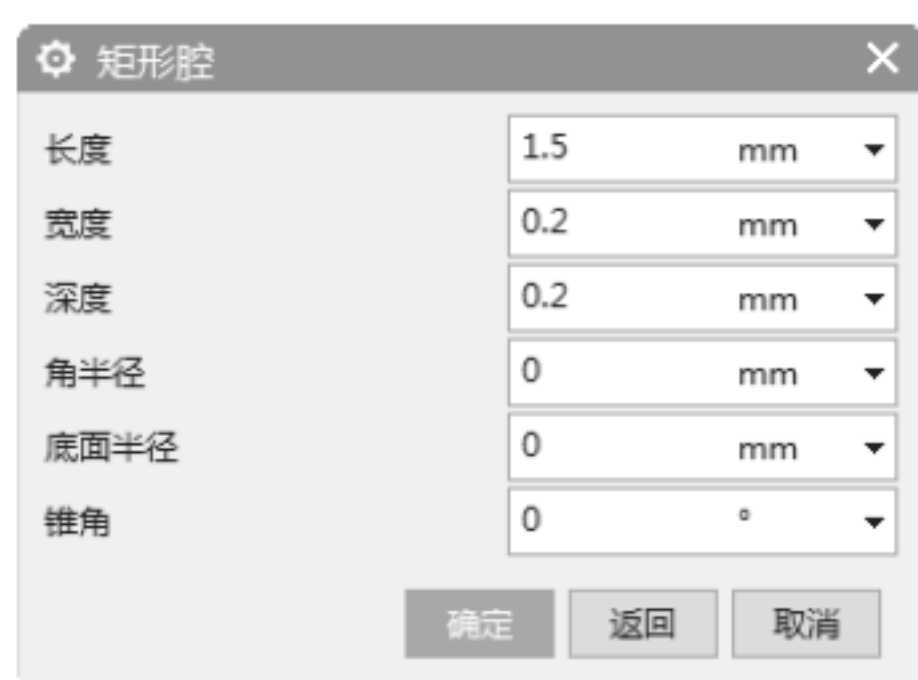 矩形腔
长度 1.5 mm
宽度 0.2 mm
深度 0.2 mm
角半径 0 mm
底面半径 0 mm
锥角 0 °
确定 返回 取消